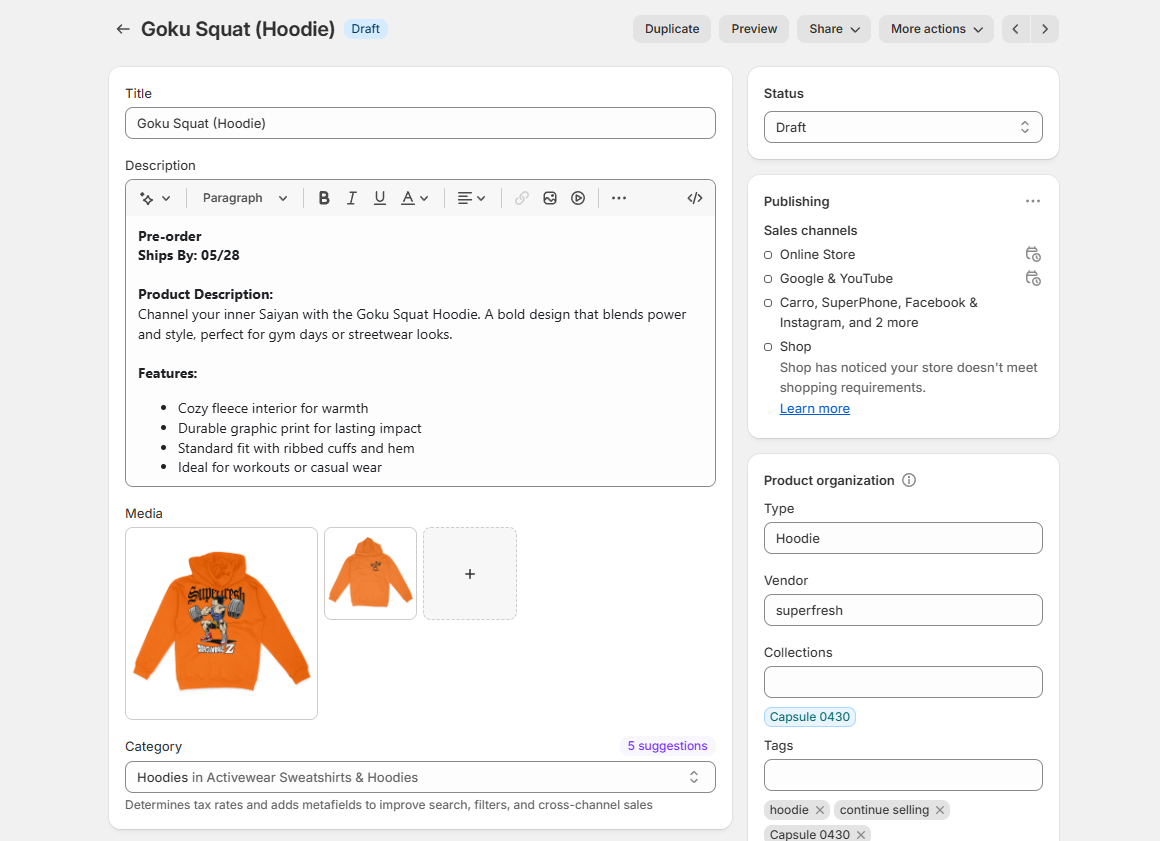 Goku Squat (Hoodie) Draft
Duplicate Preview Share More actions
Title
Goku Squat (Hoodie)
Description
Paragraph B I U A
Pre-order
Ships By: 05/28
Product Description:
Channel your inner Saiyan with the Goku Squat Hoodie. A bold design that blends power
and style, perfect for gym days or streetwear looks.
Features:
Cozy fleece interior for warmth
Durable graphic print for lasting impact
Standard fit with ribbed cuffs and hem
Ideal for workouts or casual wear
Media
Superfresh
Category 5 suggestions
Hoodies in Activewear Sweatshirts & Hoodies
Determines tax rates and adds metafields to improve search, filters, and cross-channel sales
Status
Draft
Publishing
Sales channels
Online Store
Google & YouTube
Carro, SuperPhone, Facebook &
Instagram, and 2 more
Shop
Shop has noticed your store doesn't meet
shopping requirements.
Learn more
Product organization
Type
Hoodie
Vendor
superfresh
Collections
Capsule 0430
Tags
hoodie
continue selling
Capsule 0430